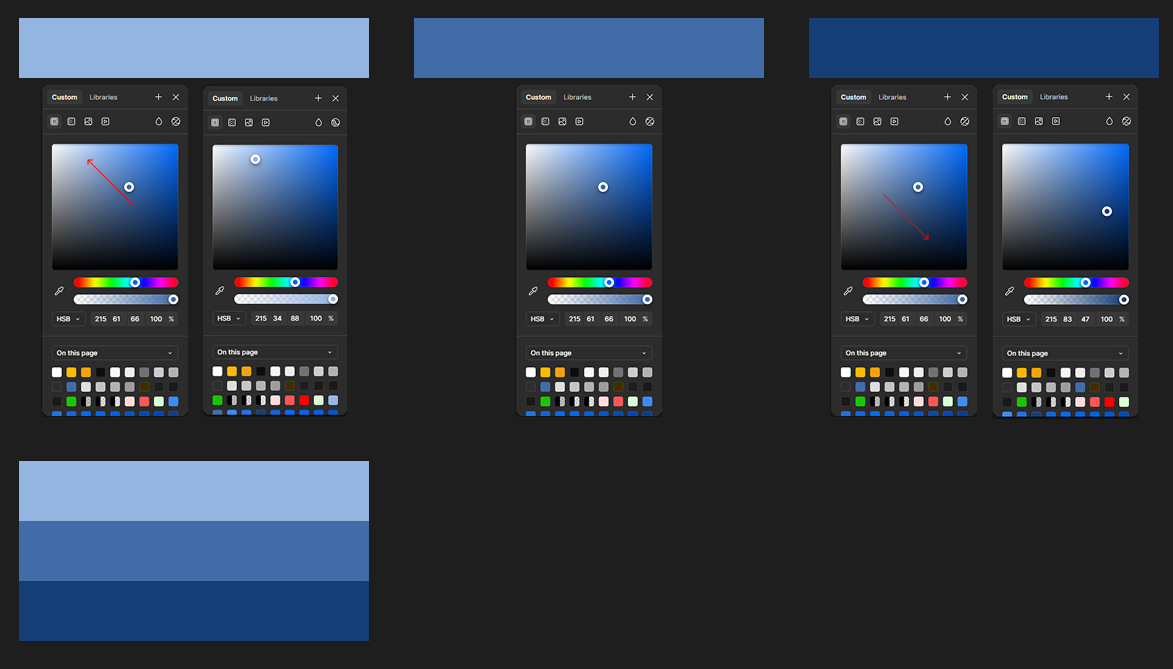 Custom Libraries
HSB 215 61 66 100 %
On this page
Custom Libraries
HSB 215 34 88 100 %
On this page
Custom Libraries
HSB 215 61 66 100 %
On this page
Custom Libraries
HSB 215 61 66 100 %
On this page
Custom Libraries
HSB 215 83 47 100 %
On this page